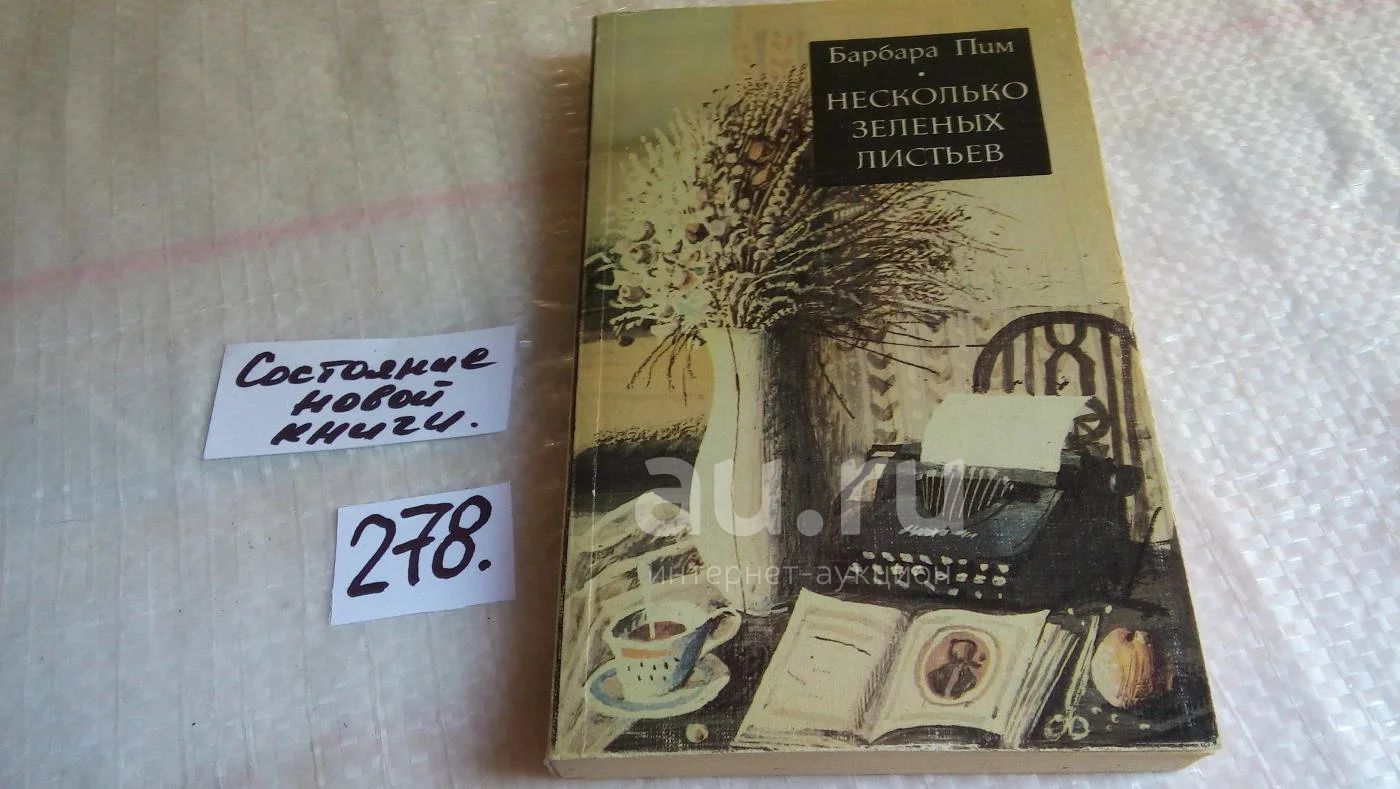 Барбара Пим
НЕСКОЛЬКО
ЗЕЛЕНЫХ
ЛИСТЬЕВ
Состояние
новой
книги.
278.
au.ru
интернет-аукцион